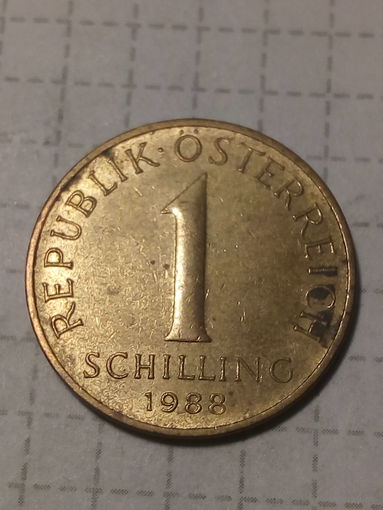 REPUBLIK·ÖSTERREICH
1
SCHILLING
1988